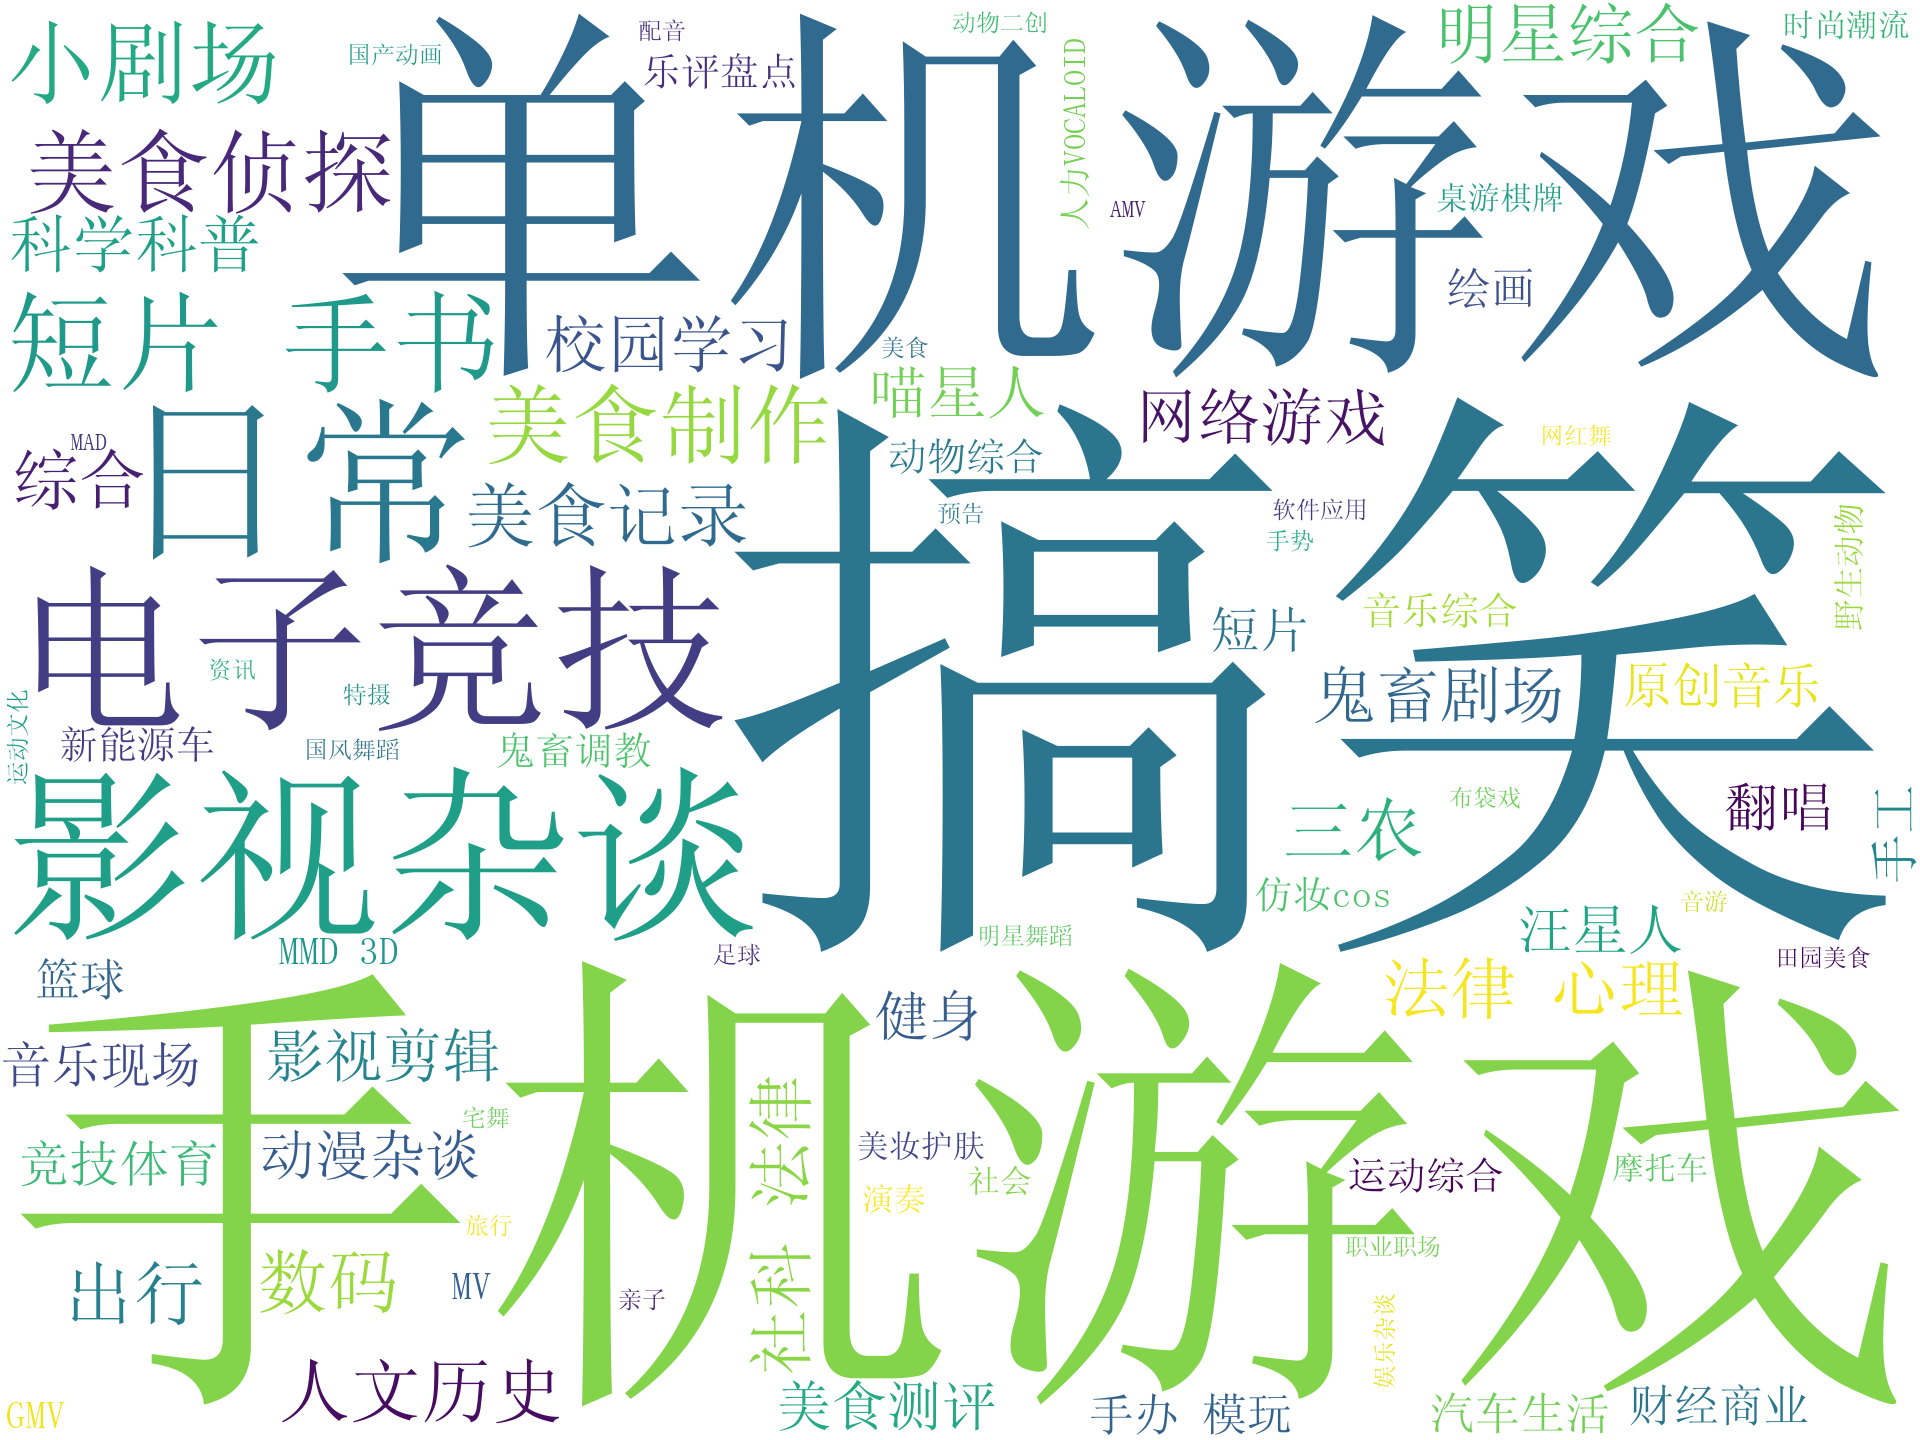 小剧场
国产动画
单机游戏
配音
乐评盘点
动物二创
人力VOCALOID
明星综合
时尚潮流
美食侦探
AMV
桌游棋牌
科学科普
绘画
短片 手书
校园学习
美食
喵星人
网络游戏
美食制作
日常
MAD
综合
动物综合
网红舞
搞笑
美食记录
预告
软件应用
手势
野生动物
电子竞技
音乐综合
短片
资讯
特摄
鬼畜剧场
原创音乐
运动文化
新能源车
国风舞蹈
鬼畜调教
影视杂谈
布袋戏
翻唱
手工
三农
仿妆cos
音游
MMD 3D
足球
明星舞蹈
汪星人
田园美食
篮球
手机游戏
健身
法律 心理
音乐现场
影视剪辑
宅舞
竞技体育
动漫杂谈
社科 法律
美妆护肤
社会
运动综合
摩托车
演奏
旅行
职业职场
出行
数码
MV
亲子
娱乐杂谈
人文历史
GMV
美食测评
手办 模玩
汽车生活
财经商业